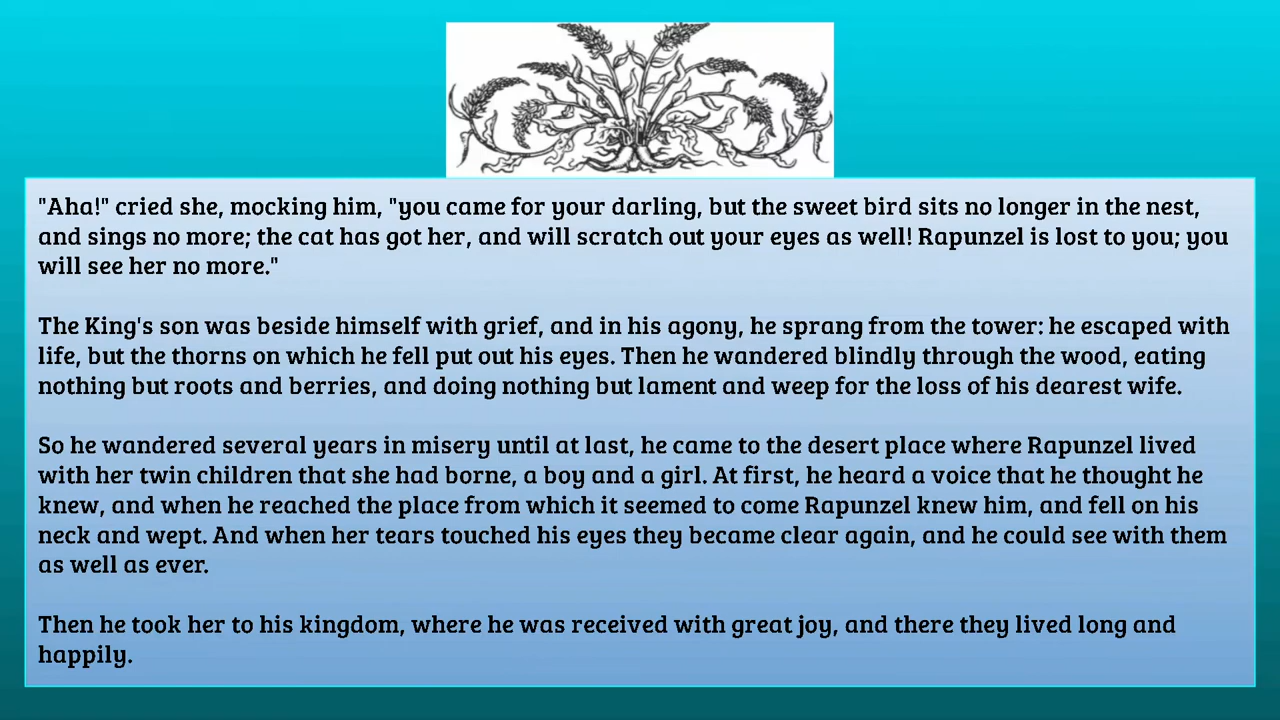 "Aha!" cried she, mocking him, "you came for your darling, but the sweet bird sits no longer in the nest,
and sings no more; the cat has got her, and will scratch out your eyes as well! Rapunzel is lost to you; you
will see her no more."
The King's son was beside himself with grief, and in his agony, he sprang from the tower: he escaped with
life, but the thorns on which he fell put out his eyes. Then he wandered blindly through the wood, eating
nothing but roots and berries, and doing nothing but lament and weep for the loss of his dearest wife.
So he wandered several years in misery until at last, he came to the desert place where Rapunzel lived
with her twin children that she had borne, a boy and a girl. At first, he heard a voice that he thought he
knew, and when he reached the place from which it seemed to come Rapunzel knew him, and fell on his
neck and wept. And when her tears touched his eyes they became clear again, and he could see with them
as well as ever.
Then he took her to his kingdom, where he was received with great joy, and there they lived long and
happily.